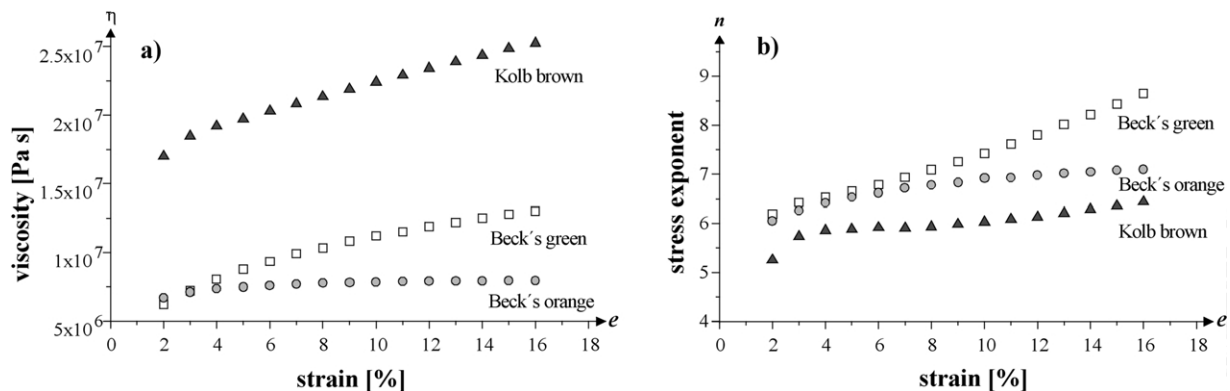 η
a)
2.5x10⁷
Kolb brown
2x10⁷
viscosity [Pa s]
1.5x10⁷
Beck´s green
1x10⁷
Beck´s orange
5x10⁶
e
0 2 4 6 8 10 12 14 16 18
strain [%]
n
b)
9
8
Beck´s green
7
stress exponent
Beck´s orange
6
Kolb brown
5
4
e
0 2 4 6 8 10 12 14 16 18
strain [%]